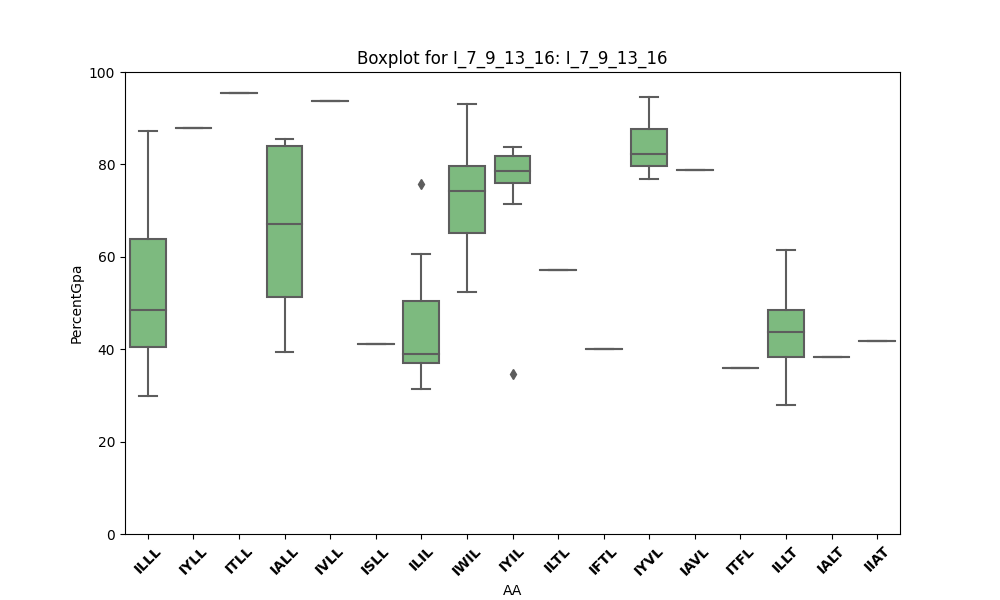 Boxplot for I_7_9_13_16: I_7_9_13_16
PercentGpa
100
80
60
40
20
0
ILLL IYLL ITLL IALL IVLL ISLL ILIL IWIL IYIL ILTL IFTL IYVL IAVL ITFL ILLT IALT IIAT
AA